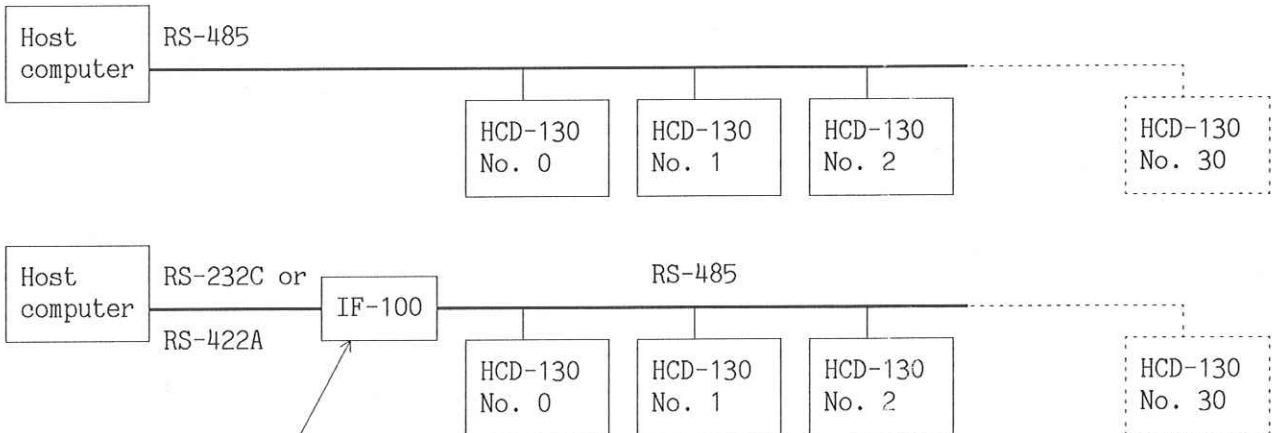 Host
computer
RS-485
HCD-130
No. 0
HCD-130
No. 1
HCD-130
No. 2
HCD-130
No. 30
Host
computer
RS-232C or
RS-422A
IF-100
RS-485
HCD-130
No. 0
HCD-130
No. 1
HCD-130
No. 2
HCD-130
No. 30